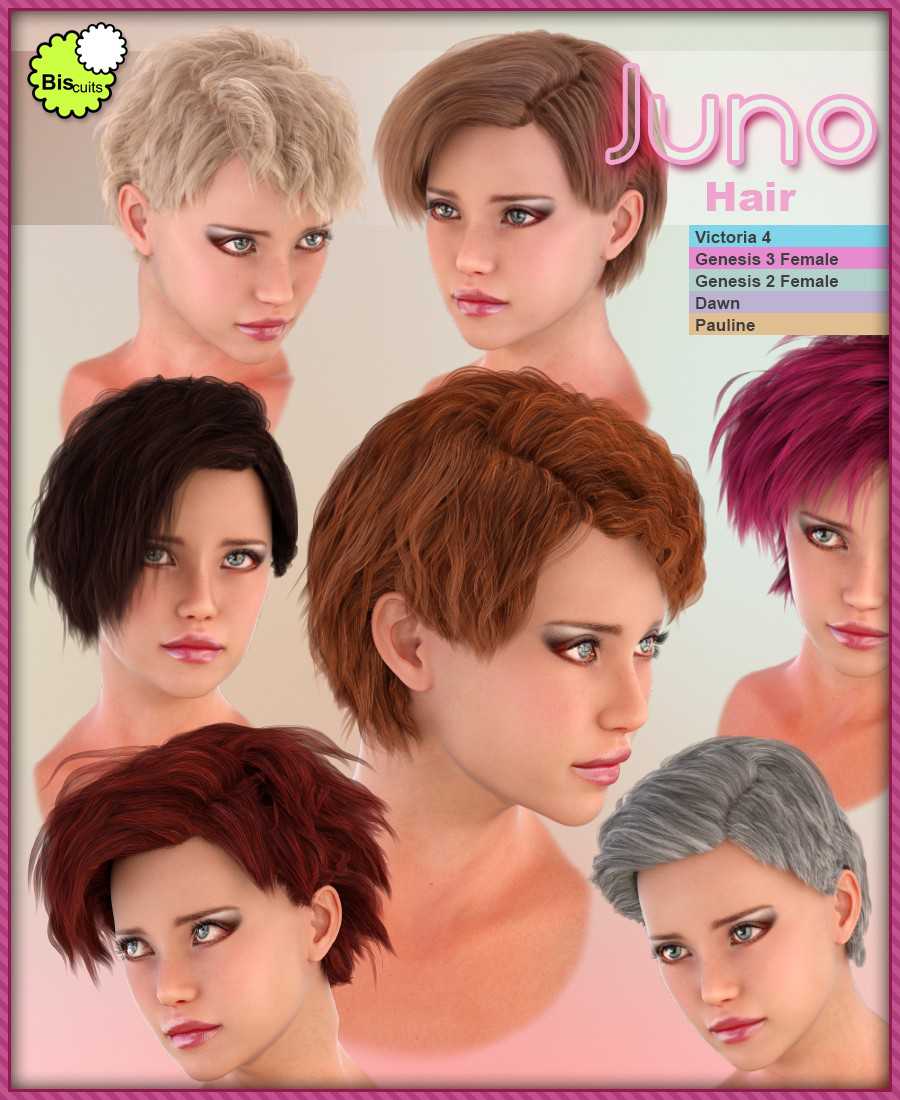 Biscuits
Juno
Hair
Victoria 4
Genesis 3 Female
Genesis 2 Female
Dawn
Pauline